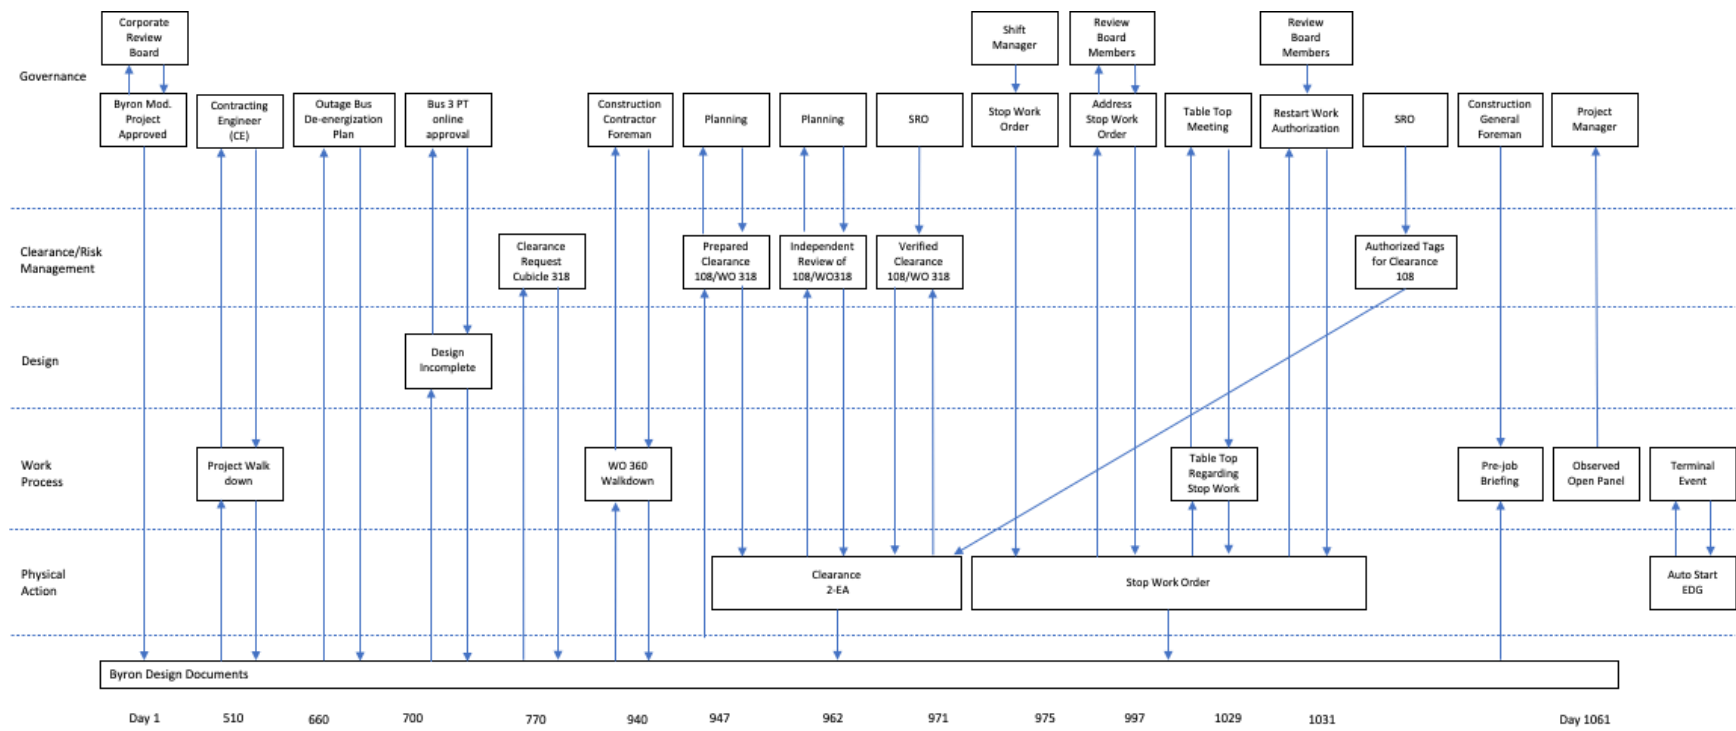 Corporate
Review
Board
Shift
Manager
Review
Board
Members
Review
Board
Members
Governance
Byron Mod.
Project
Approved
Contracting
Engineer
(CE)
Outage Bus
De-energization
Plan
Bus 3 PT
online
approval
Construction
Contractor
Foreman
Planning
Planning
SRO
Stop Work
Order
Address
Stop Work
Order
Table Top
Meeting
Restart Work
Authorization
SRO
Construction
General
Foreman
Project
Manager
Clearance/Risk
Management
Clearance
Request
Cubicle 318
Prepared
Clearance
108/WO 318
Independent
Review of
108/WO318
Verified
Clearance
108/WO 318
Authorized Tags
for Clearance
108
Design
Design
Incomplete
Work
Process
Project Walk
down
WO 360
Walkdown
Table Top
Regarding
Stop Work
Pre-job
Briefing
Observed
Open Panel
Terminal
Event
Physical
Action
Clearance
2-EA
Stop Work Order
Auto Start
EDG
Byron Design Documents
Day 1
510
660
700
770
940
947
962
971
975
997
1029
1031
Day 1061